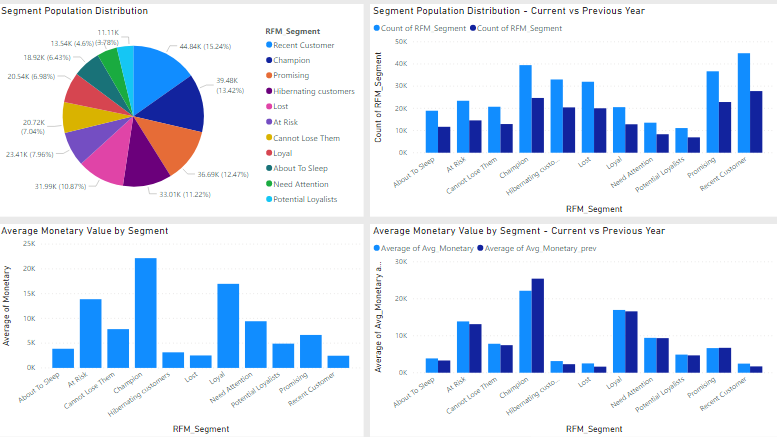 Segment Population Distribution
11.11K
(3.78%)
13.54K (4.6%)
18.92K (6.43%)
20.54K (6.98%)
20.72K
(7.04%)
23.41K (7.96%)
31.99K (10.87%)
33.01K (11.22%)
36.69K (12.47%)
39.48K
(13.42%)
44.84K (15.24%)
RFM_Segment
Recent Customer
Champion
Promising
Hibernating customers
Lost
At Risk
Cannot Lose Them
Loyal
About To Sleep
Need Attention
Potential Loyalists
Segment Population Distribution - Current vs Previous Year
Count of RFM_Segment Count of RFM_Segment
Count of RFM_Segment
50K
40K
30K
20K
10K
0K
About To Sleep
At Risk
Cannot Lose Them
Champion
Hibernating custo...
Lost
Loyal
Need Attention
Potential Loyalists
Promising
Recent Customer
RFM_Segment
Average Monetary Value by Segment
Average of Monetary
25K
20K
15K
10K
5K
0K
About To Sleep
At Risk
Cannot Lose Them
Champion
Hibernating customers
Lost
Loyal
Need Attention
Potential Loyalists
Promising
Recent Customer
RFM_Segment
Average Monetary Value by Segment - Current vs Previous Year
Average of Avg_Monetary Average of Avg_Monetary_prev
Average of Avg_Monetary a...
30K
20K
10K
0K
About To Sleep
At Risk
Cannot Lose Them
Champion
Hibernating custo...
Lost
Loyal
Need Attention
Potential Loyalists
Promising
Recent Customer
RFM_Segment